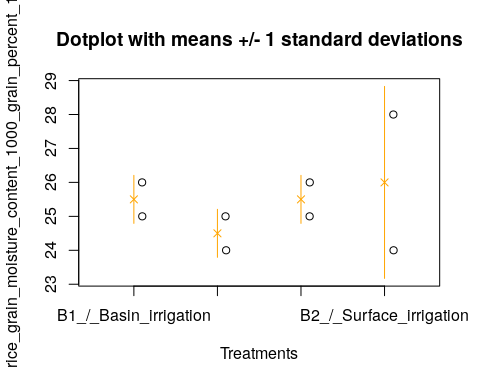 Dotplot with means +/- 1 standard deviations
rice_grain_moisture_content_1000_grain_percent_1
29
28
27
26
25
24
23
B1_/_Basin_irrigation
B2_/_Surface_irrigation
Treatments